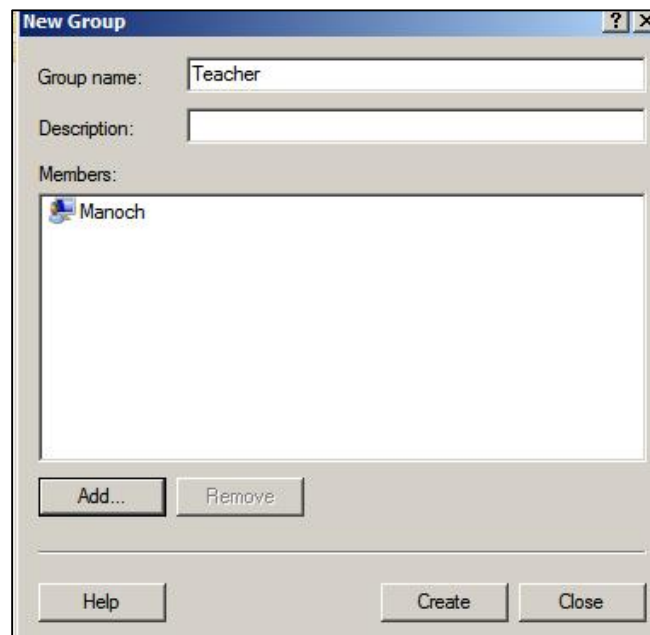 New Group
Group name: Teacher
Description:
Members:
Manoch
Add... Remove
Help Create Close